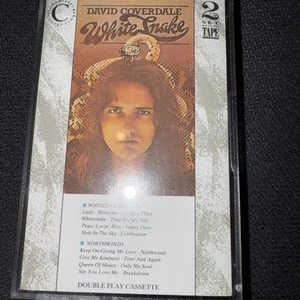 C
DAVID COVERDALE
White Snake
2
TAPE
WHITESNAKE
Lady - Blindman
Whitesnake - Time On My Side
Peace Lovin' Man - Sunny Days
Hole In The Sky - Celebration
NORTHWINDS
Keep On Giving Me Love - Northwinds
Give Me Kindness - Time And Again
Queen Of Hearts - Only My Soul
Say You Love Me - Breakdown
DOUBLE PLAY CASSETTE